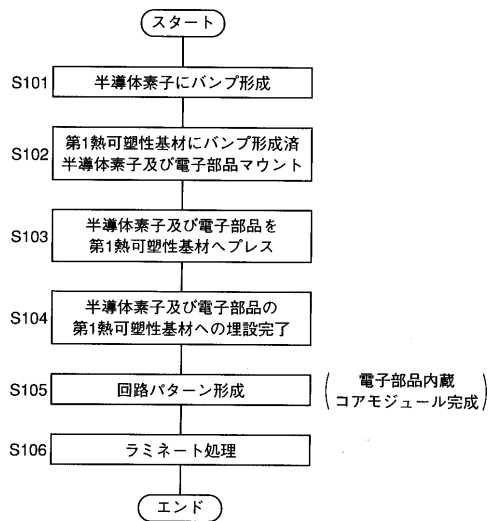 スタート
S101
半導体素子にバンプ形成
S102
第1熱可塑性基材にバンプ形成済
半導体素子及び電子部品マウント
S103
半導体素子及び電子部品を
第1熱可塑性基材へプレス
S104
半導体素子及び電子部品の
第1熱可塑性基材への埋設完了
S105
回路パターン形成
(電子部品内蔵
コアモジュール完成)
S106
ラミネート処理
エンド